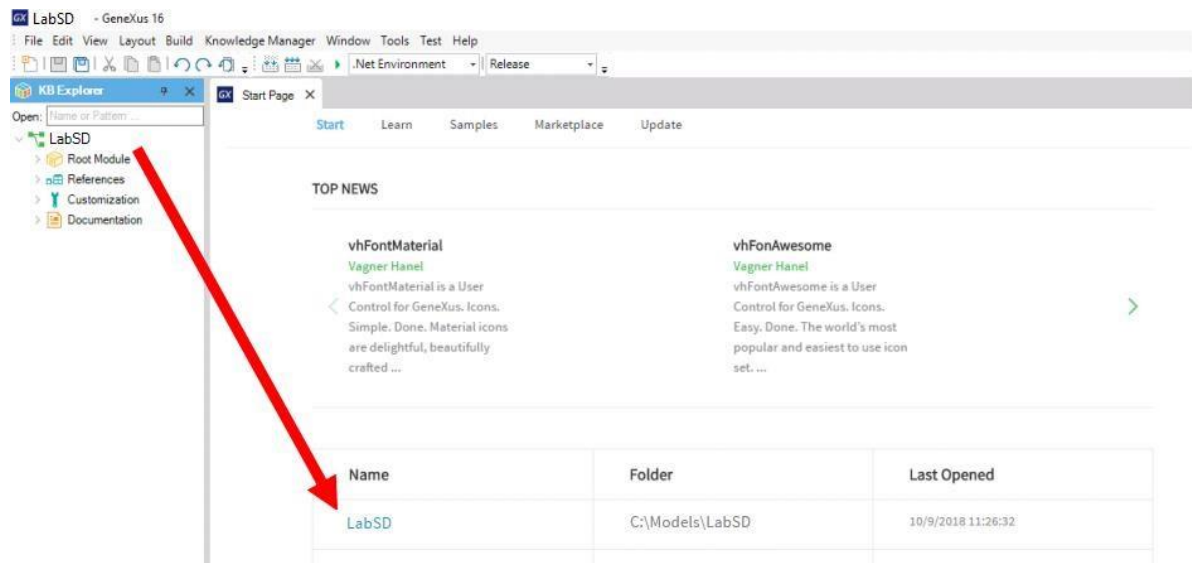 GX LabSD - GeneXus 16
File Edit View Layout Build Knowledge Manager Window Tools Test Help
.Net Environment Release
KB Explorer
GX Start Page
Open: Name or Pattern ...
Start Learn Samples Marketplace Update
LabSD
Root Module
References
Customization
Documentation
TOP NEWS
vhFontMaterial
Vagner Hanel
vhFontMaterial is a User
Control for GeneXus. Icons.
Simple. Done. Material icons
are delightful, beautifully
crafted ...
vhFonAwesome
Vagner Hanel
vhFontAwesome is a User
Control for GeneXus. Icons.
Easy. Done. The world's most
popular and easiest to use icon
set. ...
Name Folder Last Opened
LabSD C:\Models\LabSD 10/9/2018 11:26:32